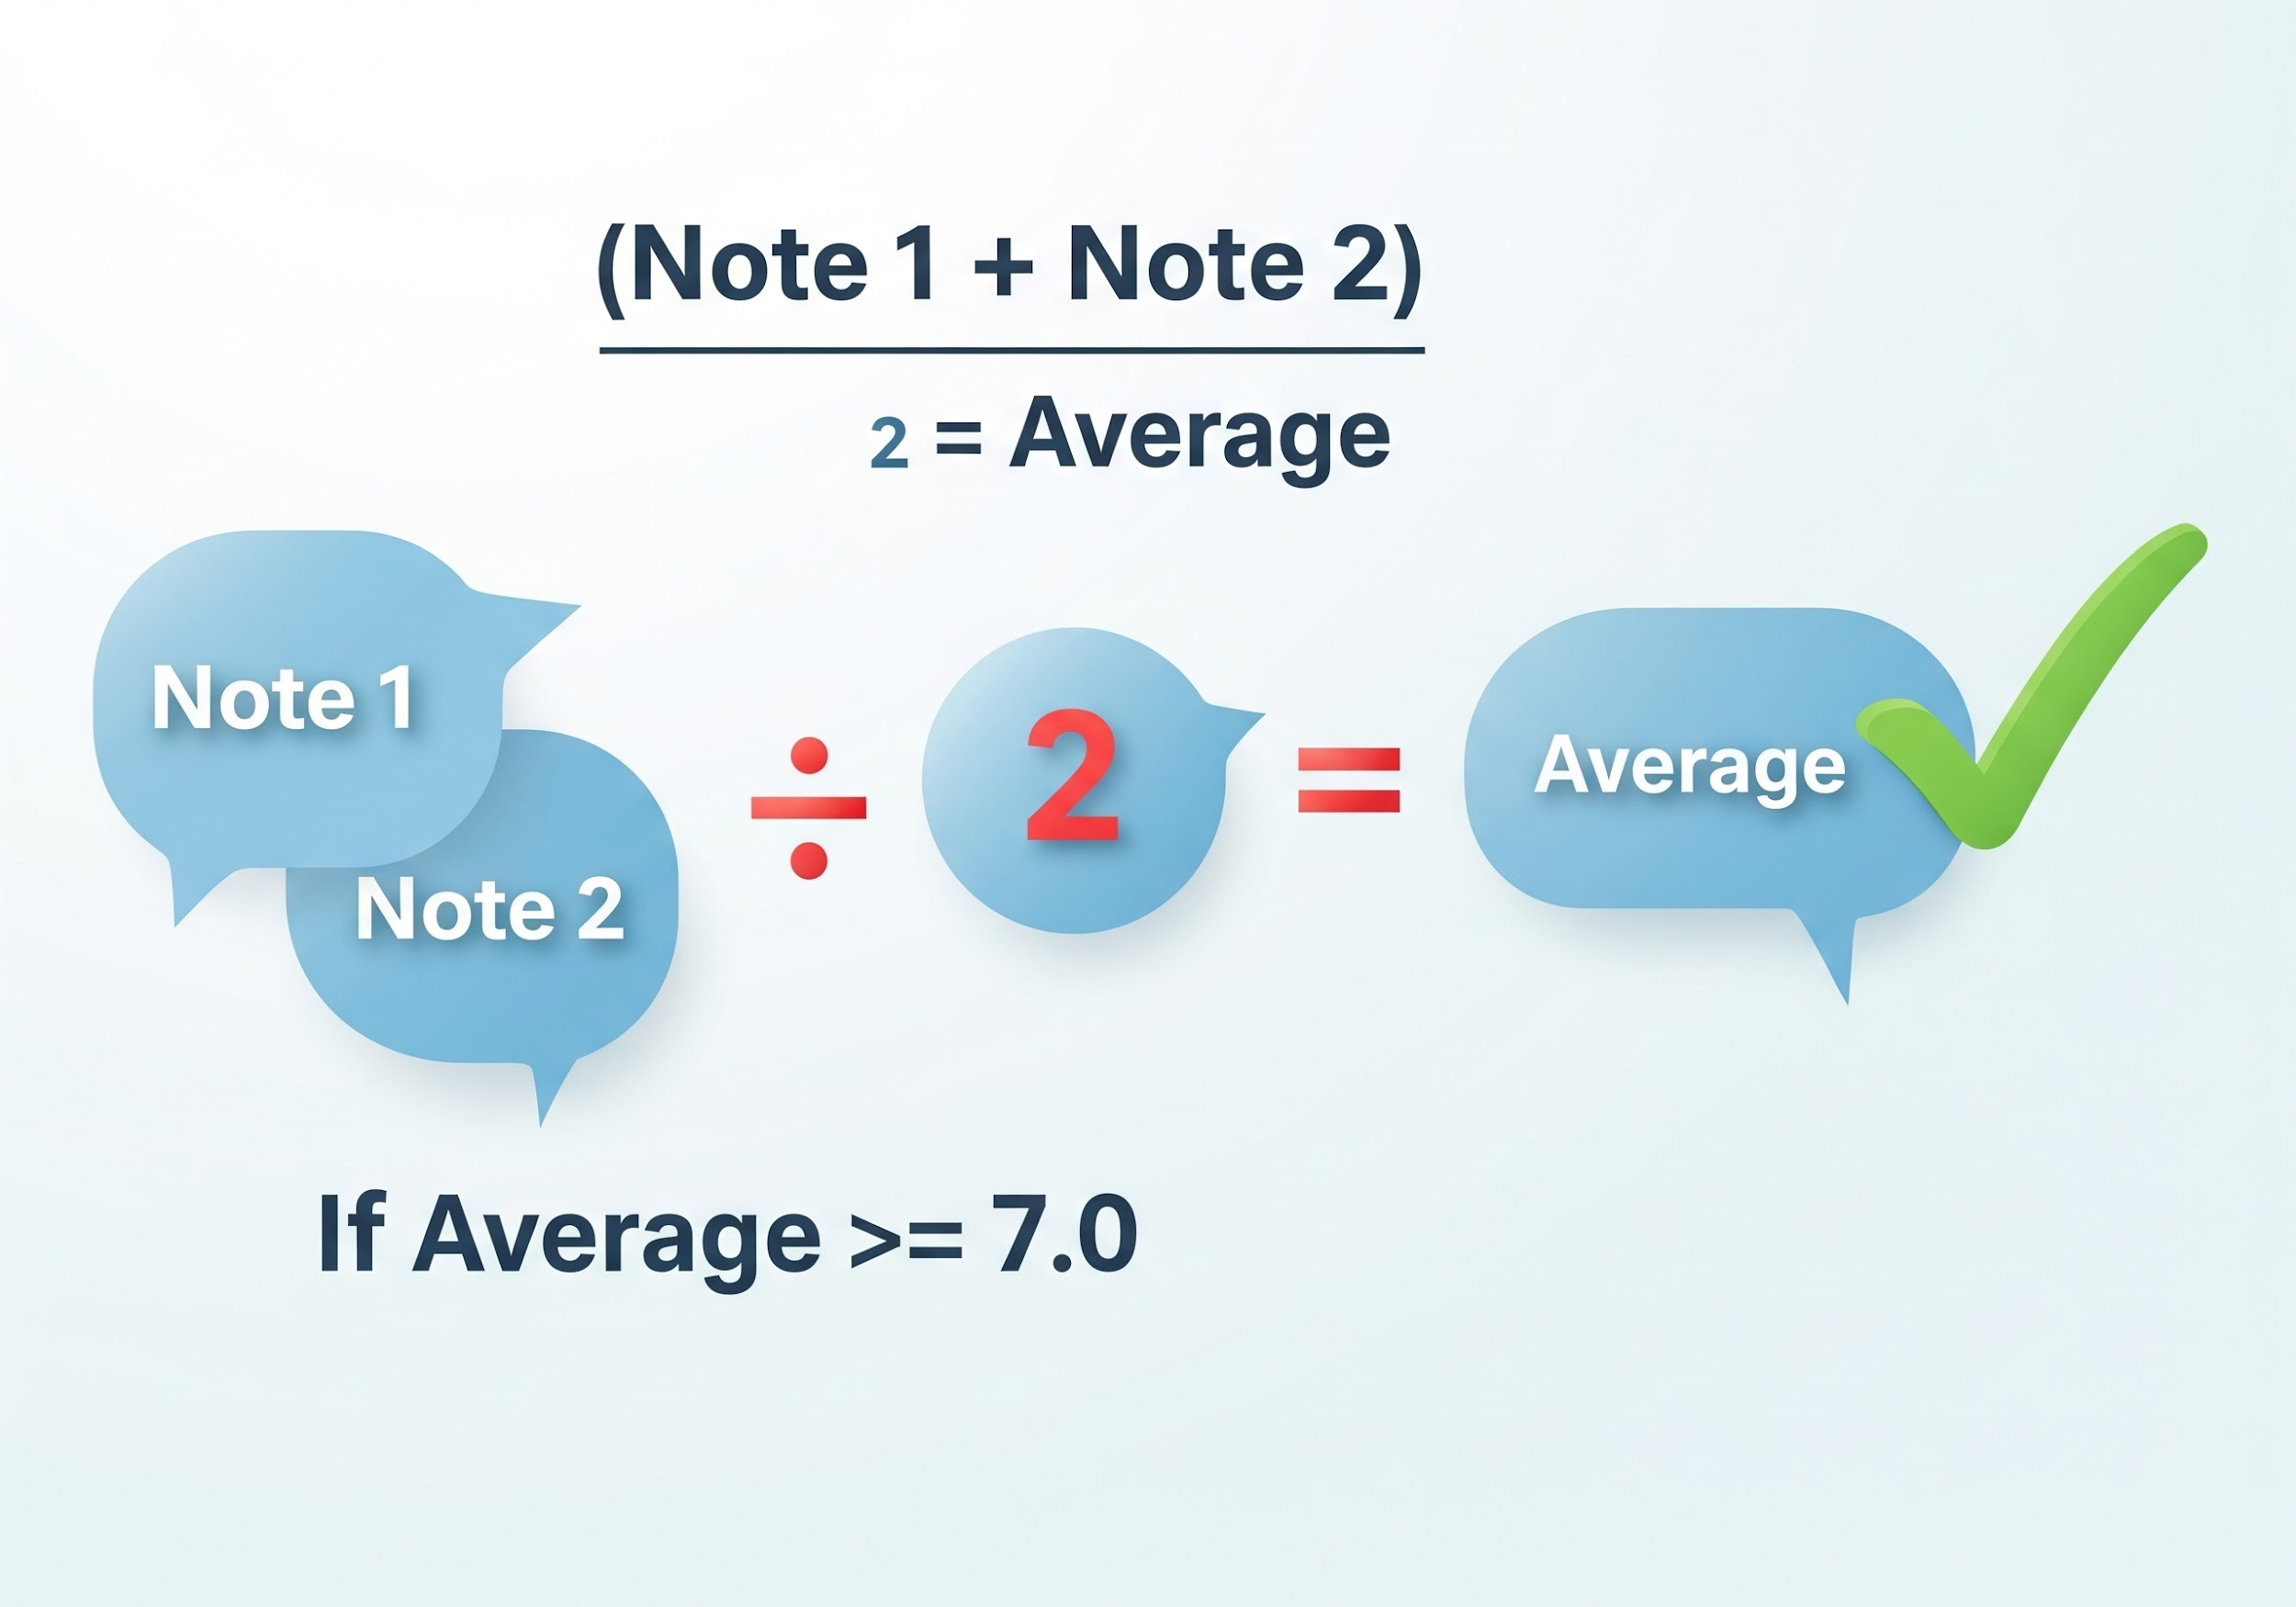 (Note 1 + Note 2)
2 = Average
Note 1
Note 2
÷ 2 = Average
If Average >= 7.0